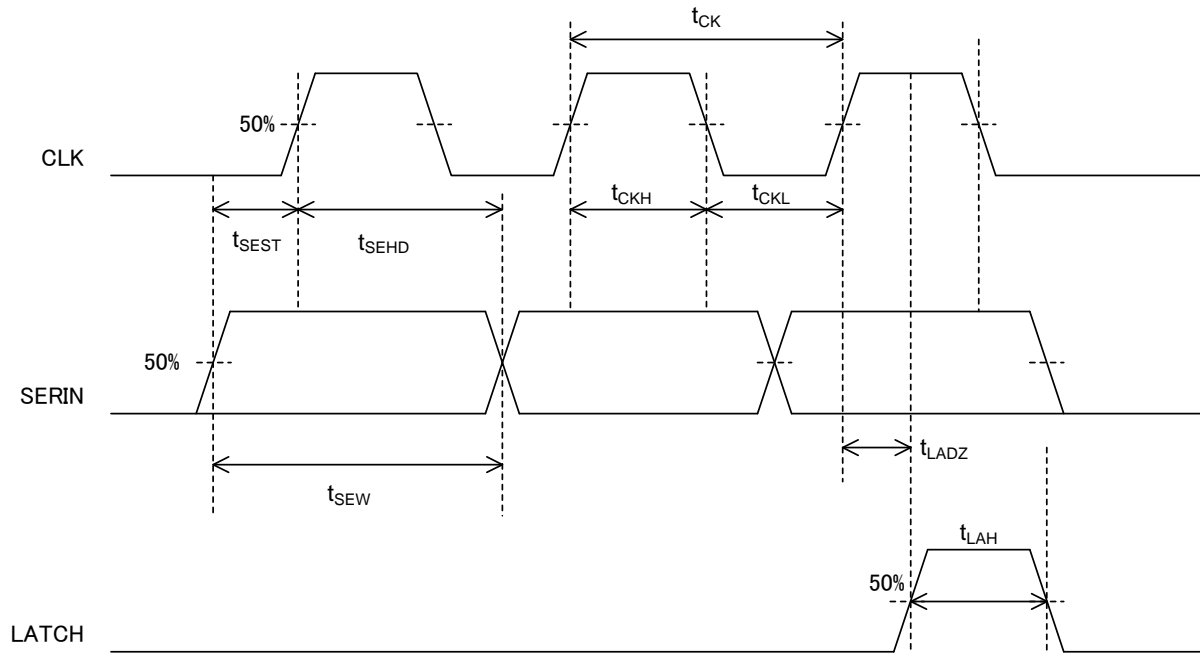 tCK
50%
CLK
tCKH
tCKL
tSEST
tSEHD
50%
SERIN
tLADZ
tSEW
tLAH
50%
LATCH